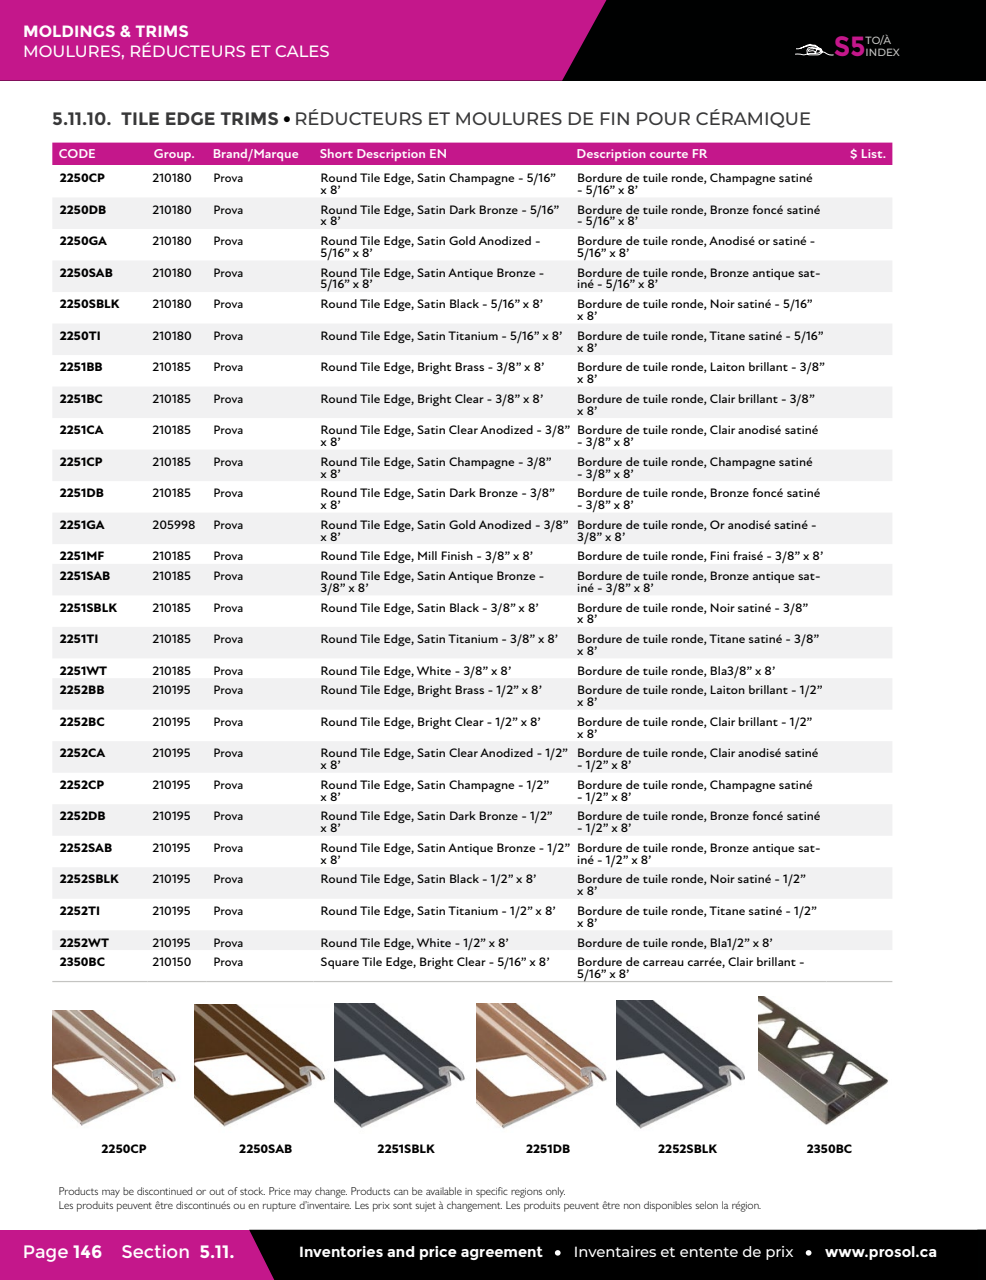 MOLDINGS & TRIMS
MOULURES, RÉDUCTEURS ET CALES
S5 TO/À INDEX
5.11.10. TILE EDGE TRIMS • RÉDUCTEURS ET MOULURES DE FIN POUR CÉRAMIQUE
CODE Group. Brand/Marque Short Description EN Description courte FR $ List.
2250CP 210180 Prova Round Tile Edge, Satin Champagne - 5/16” Bordure de tuile ronde, Champagne satiné
x 8’ - 5/16” x 8’
2250DB 210180 Prova Round Tile Edge, Satin Dark Bronze - 5/16” Bordure de tuile ronde, Bronze foncé satiné
x 8’ - 5/16” x 8’
2250GA 210180 Prova Round Tile Edge, Satin Gold Anodized - Bordure de tuile ronde, Anodisé or satiné -
5/16” x 8’ 5/16” x 8’
2250SAB 210180 Prova Round Tile Edge, Satin Antique Bronze - Bordure de tuile ronde, Bronze antique sat-
5/16” x 8’ iné - 5/16” x 8’
2250SBLK 210180 Prova Round Tile Edge, Satin Black - 5/16” x 8’ Bordure de tuile ronde, Noir satiné - 5/16”
x 8’
2250TI 210180 Prova Round Tile Edge, Satin Titanium - 5/16” x 8’ Bordure de tuile ronde, Titane satiné - 5/16”
x 8’
2251BB 210185 Prova Round Tile Edge, Bright Brass - 3/8” x 8’ Bordure de tuile ronde, Laiton brillant - 3/8”
x 8’
2251BC 210185 Prova Round Tile Edge, Bright Clear - 3/8” x 8’ Bordure de tuile ronde, Clair brillant - 3/8”
x 8’
2251CA 210185 Prova Round Tile Edge, Satin Clear Anodized - 3/8” Bordure de tuile ronde, Clair anodisé satiné
x 8’ - 3/8” x 8’
2251CP 210185 Prova Round Tile Edge, Satin Champagne - 3/8” Bordure de tuile ronde, Champagne satiné
x 8’ - 3/8” x 8’
2251DB 210185 Prova Round Tile Edge, Satin Dark Bronze - 3/8” Bordure de tuile ronde, Bronze foncé satiné
x 8’ - 3/8” x 8’
2251GA 205998 Prova Round Tile Edge, Satin Gold Anodized - 3/8” Bordure de tuile ronde, Or anodisé satiné -
x 8’ 3/8” x 8’
2251MF 210185 Prova Round Tile Edge, Mill Finish - 3/8” x 8’ Bordure de tuile ronde, Fini fraisé - 3/8” x 8’
2251SAB 210185 Prova Round Tile Edge, Satin Antique Bronze - Bordure de tuile ronde, Bronze antique sat-
3/8” x 8’ iné - 3/8” x 8’
2251SBLK 210185 Prova Round Tile Edge, Satin Black - 3/8” x 8’ Bordure de tuile ronde, Noir satiné - 3/8”
x 8’
2251TI 210185 Prova Round Tile Edge, Satin Titanium - 3/8” x 8’ Bordure de tuile ronde, Titane satiné - 3/8”
x 8’
2251WT 210185 Prova Round Tile Edge, White - 3/8” x 8’ Bordure de tuile ronde, Bla3/8” x 8’
2252BB 210195 Prova Round Tile Edge, Bright Brass - 1/2” x 8’ Bordure de tuile ronde, Laiton brillant - 1/2”
x 8’
2252BC 210195 Prova Round Tile Edge, Bright Clear - 1/2” x 8’ Bordure de tuile ronde, Clair brillant - 1/2”
x 8’
2252CA 210195 Prova Round Tile Edge, Satin Clear Anodized - 1/2” Bordure de tuile ronde, Clair anodisé satiné
x 8’ - 1/2” x 8’
2252CP 210195 Prova Round Tile Edge, Satin Champagne - 1/2” Bordure de tuile ronde, Champagne satiné
x 8’ - 1/2” x 8’
2252DB 210195 Prova Round Tile Edge, Satin Dark Bronze - 1/2” Bordure de tuile ronde, Bronze foncé satiné
x 8’ - 1/2” x 8’
2252SAB 210195 Prova Round Tile Edge, Satin Antique Bronze - 1/2” Bordure de tuile ronde, Bronze antique sat-
x 8’ iné - 1/2” x 8’
2252SBLK 210195 Prova Round Tile Edge, Satin Black - 1/2” x 8’ Bordure de tuile ronde, Noir satiné - 1/2”
x 8’
2252TI 210195 Prova Round Tile Edge, Satin Titanium - 1/2” x 8’ Bordure de tuile ronde, Titane satiné - 1/2”
x 8’
2252WT 210195 Prova Round Tile Edge, White - 1/2” x 8’ Bordure de tuile ronde, Bla1/2” x 8’
2350BC 210150 Prova Square Tile Edge, Bright Clear - 5/16” x 8’ Bordure de carreau carrée, Clair brillant -
5/16” x 8’
2250CP 2250SAB 2251SBLK 2251DB 2252SBLK 2350BC
Products may be discontinued or out of stock. Price may change. Products can be available in specific regions only.
Les produits peuvent être discontinués ou en rupture d’inventaire. Les prix sont sujet à changement. Les produits peuvent être non disponibles selon la région.
Page 146 Section 5.11. Inventories and price agreement • Inventaires et entente de prix • www.prosol.ca